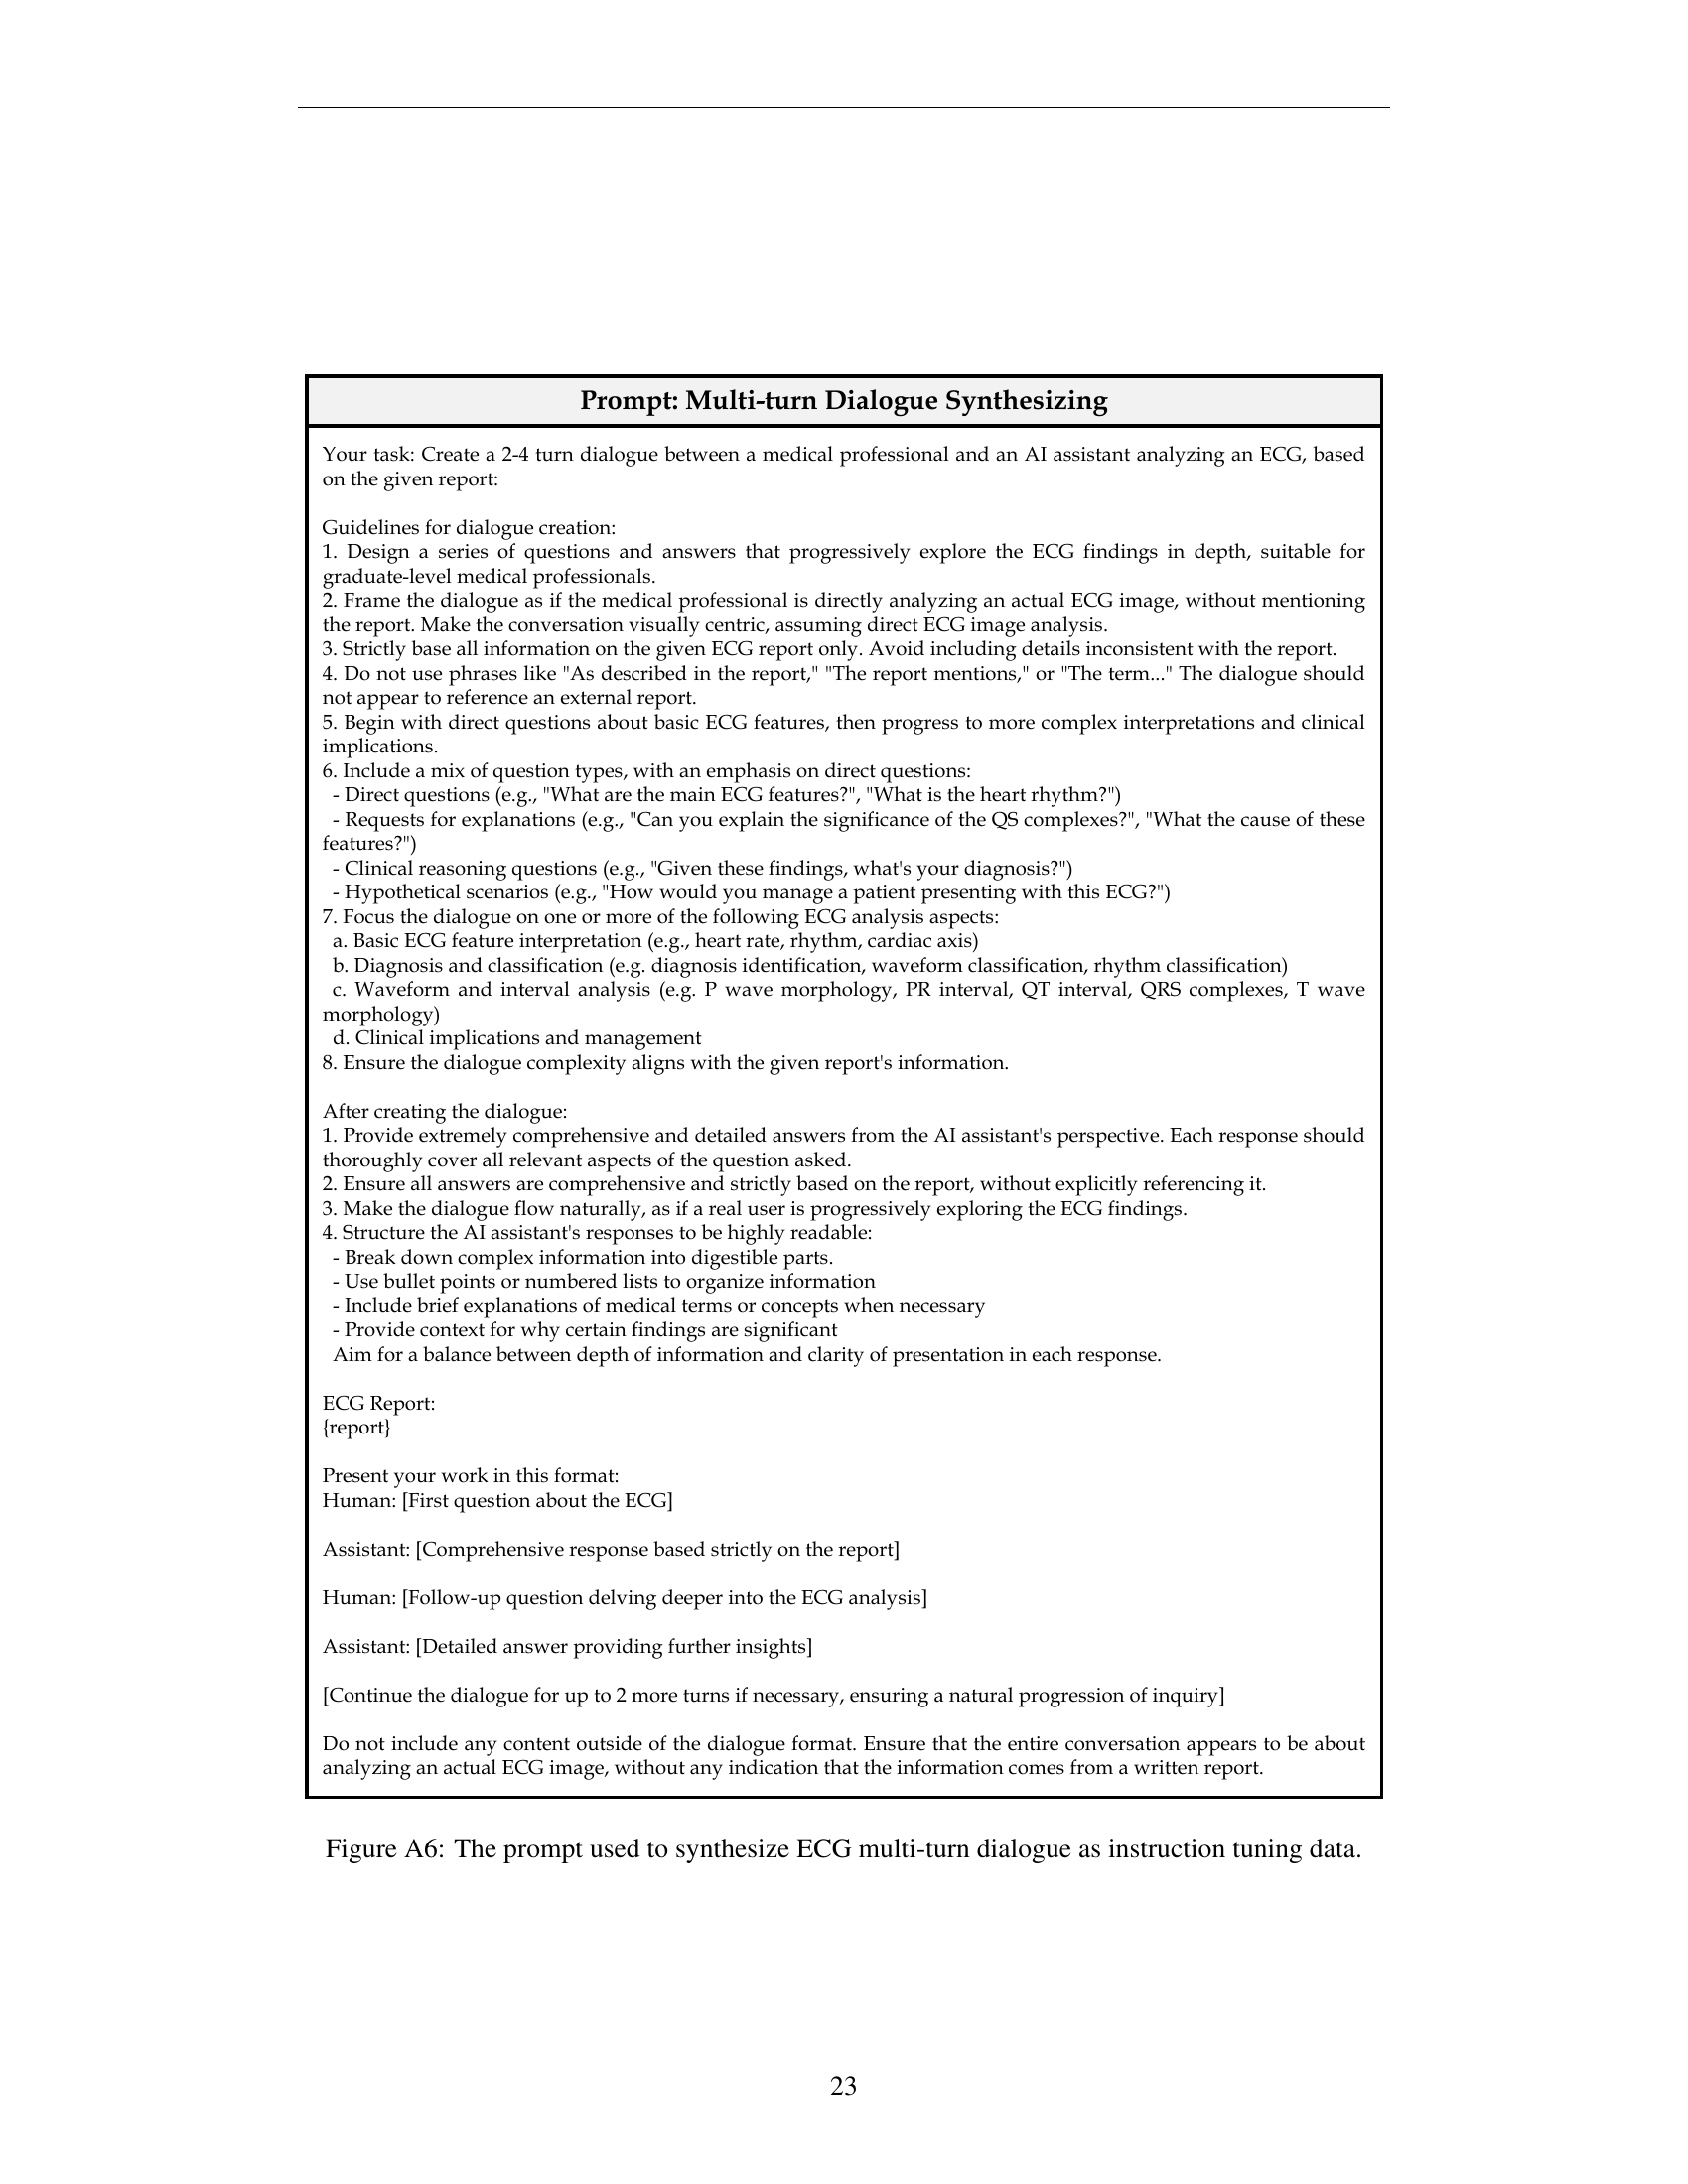 Prompt: Multi-turn Dialogue Synthesizing
Your task: Create a 2-4 turn dialogue between a medical professional and an AI assistant analyzing an ECG, based
on the given report:
Guidelines for dialogue creation:
1. Design a series of questions and answers that progressively explore the ECG findings in depth, suitable for
graduate-level medical professionals.
2. Frame the dialogue as if the medical professional is directly analyzing an actual ECG image, without mentioning
the report. Make the conversation visually centric, assuming direct ECG image analysis.
3. Strictly base all information on the given ECG report only. Avoid including details inconsistent with the report.
4. Do not use phrases like "As described in the report," "The report mentions," or "The term..." The dialogue should
not appear to reference an external report.
5. Begin with direct questions about basic ECG features, then progress to more complex interpretations and clinical
implications.
6. Include a mix of question types, with an emphasis on direct questions:
- Direct questions (e.g., "What are the main ECG features?", "What is the heart rhythm?")
- Requests for explanations (e.g., "Can you explain the significance of the QS complexes?", "What the cause of these
features?")
- Clinical reasoning questions (e.g., "Given these findings, what's your diagnosis?")
- Hypothetical scenarios (e.g., "How would you manage a patient presenting with this ECG?")
7. Focus the dialogue on one or more of the following ECG analysis aspects:
a. Basic ECG feature interpretation (e.g., heart rate, rhythm, cardiac axis)
b. Diagnosis and classification (e.g. diagnosis identification, waveform classification, rhythm classification)
c. Waveform and interval analysis (e.g. P wave morphology, PR interval, QT interval, QRS complexes, T wave
morphology)
d. Clinical implications and management
8. Ensure the dialogue complexity aligns with the given report's information.
After creating the dialogue:
1. Provide extremely comprehensive and detailed answers from the AI assistant's perspective. Each response should
thoroughly cover all relevant aspects of the question asked.
2. Ensure all answers are comprehensive and strictly based on the report, without explicitly referencing it.
3. Make the dialogue flow naturally, as if a real user is progressively exploring the ECG findings.
4. Structure the AI assistant's responses to be highly readable:
- Break down complex information into digestible parts.
- Use bullet points or numbered lists to organize information
- Include brief explanations of medical terms or concepts when necessary
- Provide context for why certain findings are significant
Aim for a balance between depth of information and clarity of presentation in each response.
ECG Report:
{report}
Present your work in this format:
Human: [First question about the ECG]
Assistant: [Comprehensive response based strictly on the report]
Human: [Follow-up question delving deeper into the ECG analysis]
Assistant: [Detailed answer providing further insights]
[Continue the dialogue for up to 2 more turns if necessary, ensuring a natural progression of inquiry]
Do not include any content outside of the dialogue format. Ensure that the entire conversation appears to be about
analyzing an actual ECG image, without any indication that the information comes from a written report.
Figure A6: The prompt used to synthesize ECG multi-turn dialogue as instruction tuning data.
23